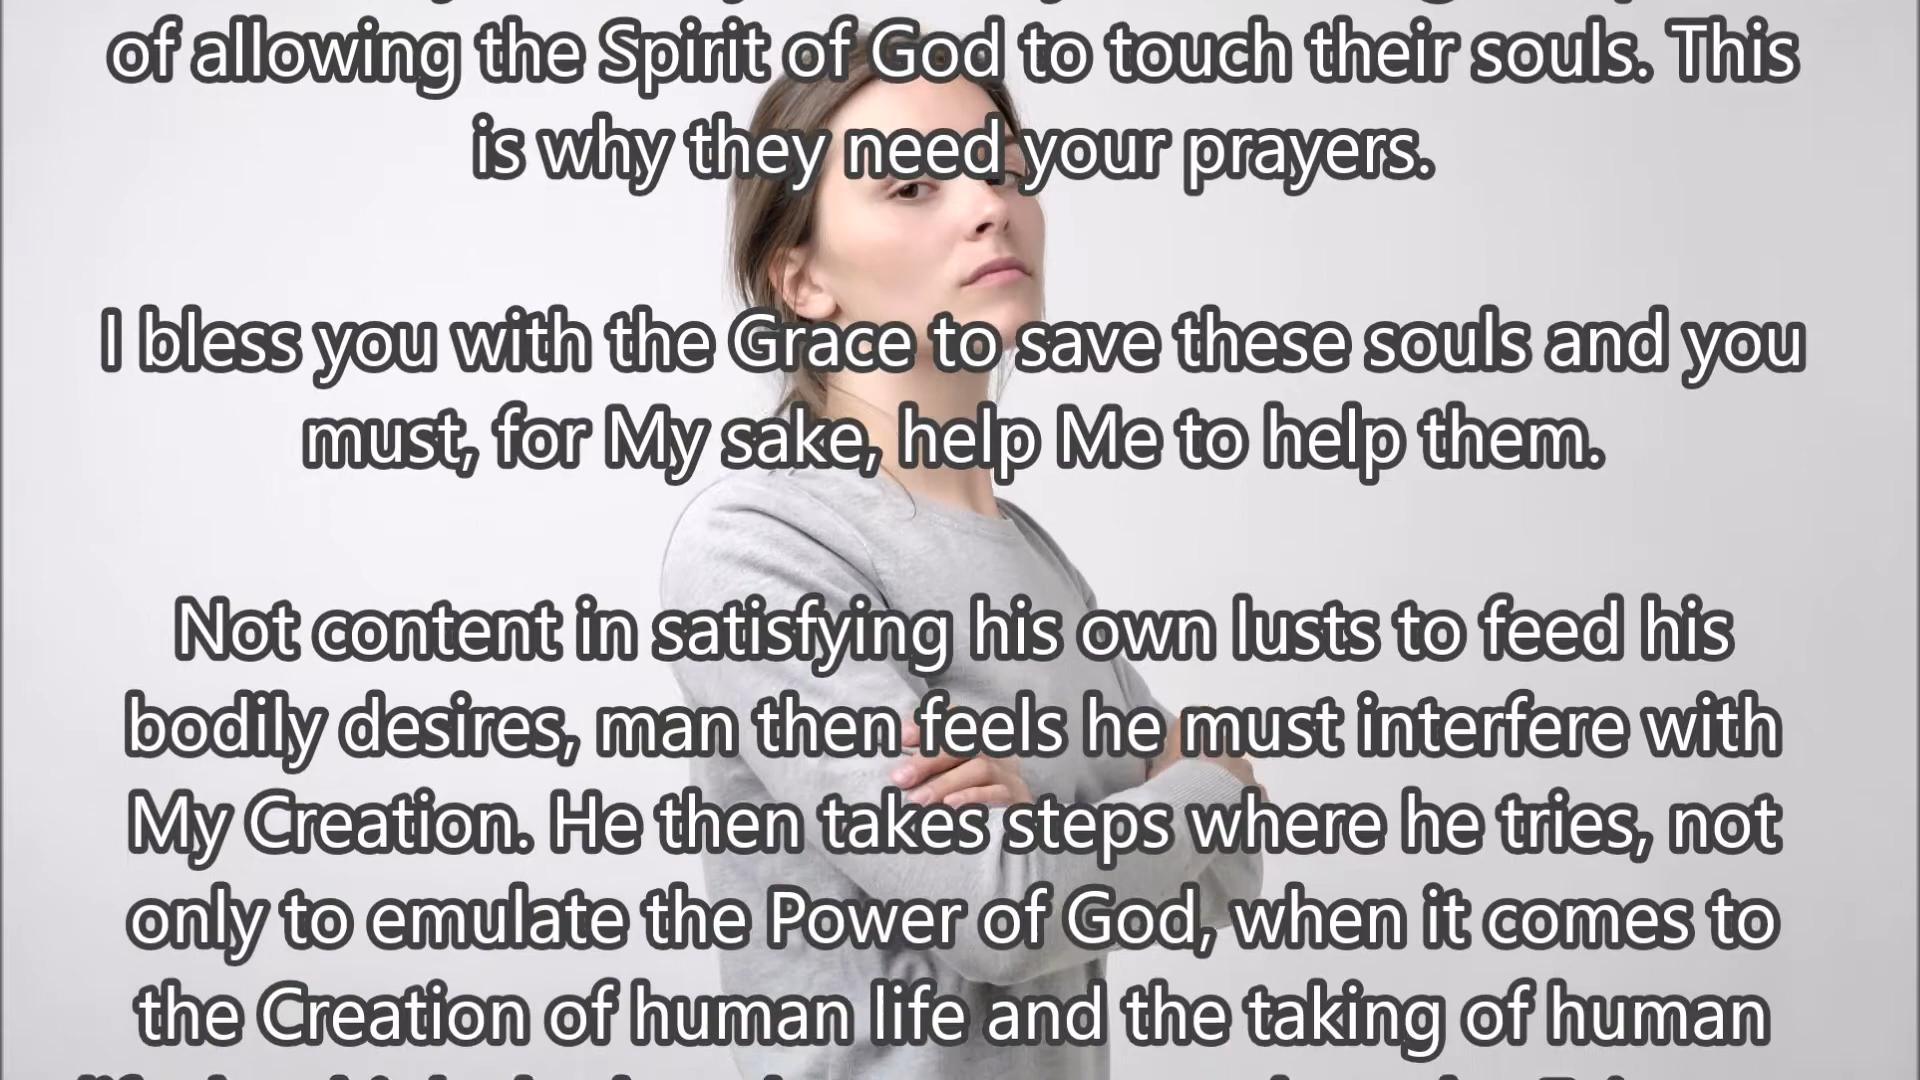 of allowing the Spirit of God to touch their souls. This
is why they need your prayers.
I bless you with the Grace to save these souls and you
must, for My sake, help Me to help them.
Not content in satisfying his own lusts to feed his
bodily desires, man then feels he must interfere with
My Creation. He then takes steps where he tries, not
only to emulate the Power of God, when it comes to
the Creation of human life and the taking of human